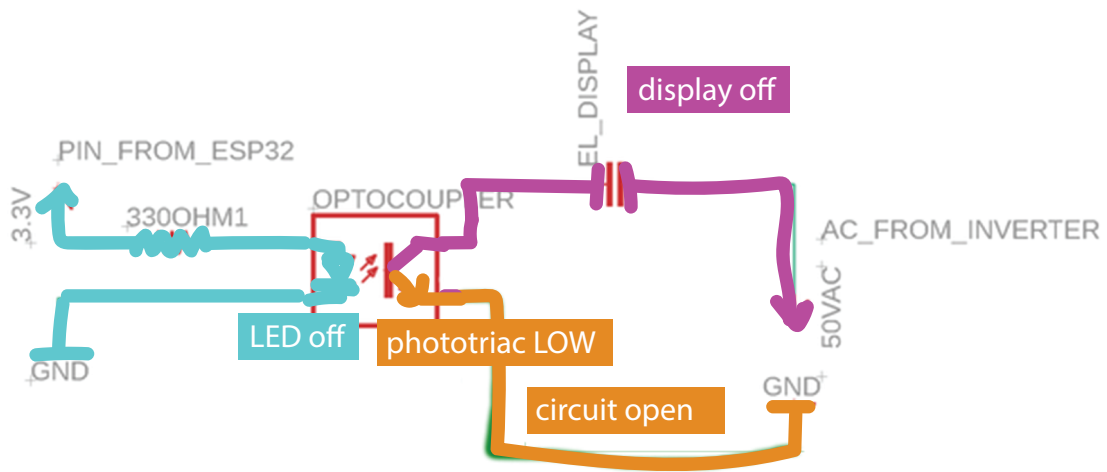 EL_DISPLAY
display off
PIN_FROM_ESP32
3.3V
330OHM1
OPTOCOUPLER
AC_FROM_INVERTER
50VAC
LED off
phototriac LOW
GND
GND
circuit open